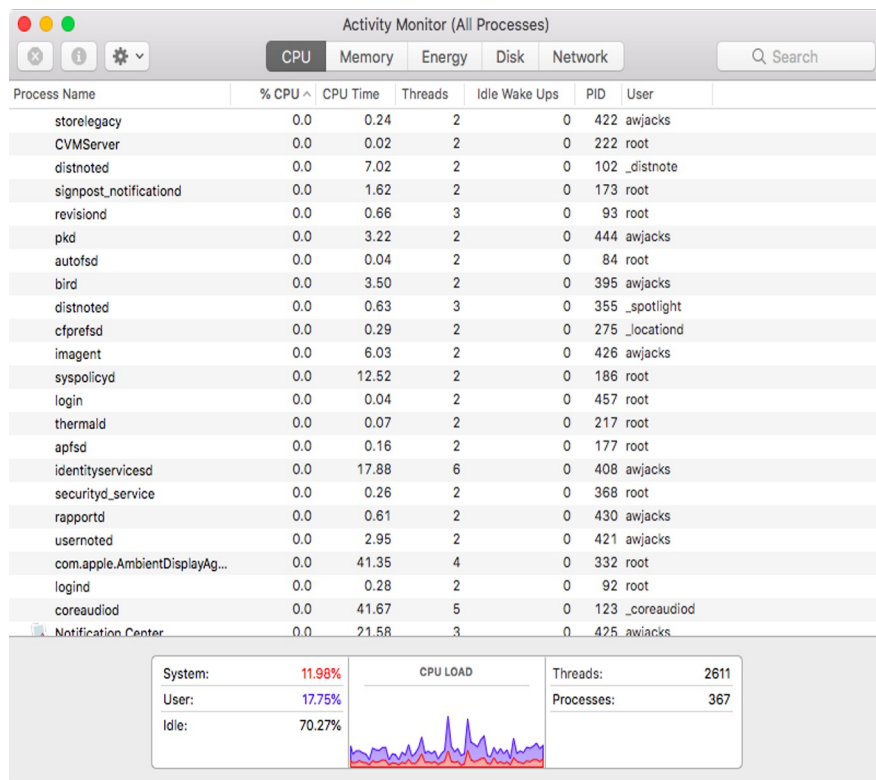 Activity Monitor (All Processes)
CPU Memory Energy Disk Network Search
Process Name % CPU CPU Time Threads Idle Wake Ups PID User
storelegacy 0.0 0.24 2 0 422 awjacks
CVMServer 0.0 0.02 2 0 222 root
distnoted 0.0 7.02 2 0 102 _distnote
signpost_notificationd 0.0 1.62 2 0 173 root
revisiond 0.0 0.66 3 0 93 root
pkd 0.0 3.22 2 0 444 awjacks
autofsd 0.0 0.04 2 0 84 root
bird 0.0 3.50 2 0 395 awjacks
distnoted 0.0 0.63 3 0 355 _spotlight
cfprefsd 0.0 0.29 2 0 275 _locationd
imagent 0.0 6.03 2 0 426 awjacks
syspolicyd 0.0 12.52 2 0 186 root
login 0.0 0.04 2 0 457 root
thermald 0.0 0.07 2 0 217 root
apfsd 0.0 0.16 2 0 177 root
identityservicesd 0.0 17.88 6 0 408 awjacks
securityd_service 0.0 0.26 2 0 368 root
rapportd 0.0 0.61 2 0 430 awjacks
usernoted 0.0 2.95 2 0 421 awjacks
com.apple.AmbientDisplayAg... 0.0 41.35 4 0 332 root
logind 0.0 0.28 2 0 92 root
coreaudiod 0.0 41.67 5 0 123 _coreaudiod
Notification Center 0.0 21.58 3 0 425 awjacks
System: 11.98% CPU LOAD Threads: 2611
User: 17.75% Processes: 367
Idle: 70.27%